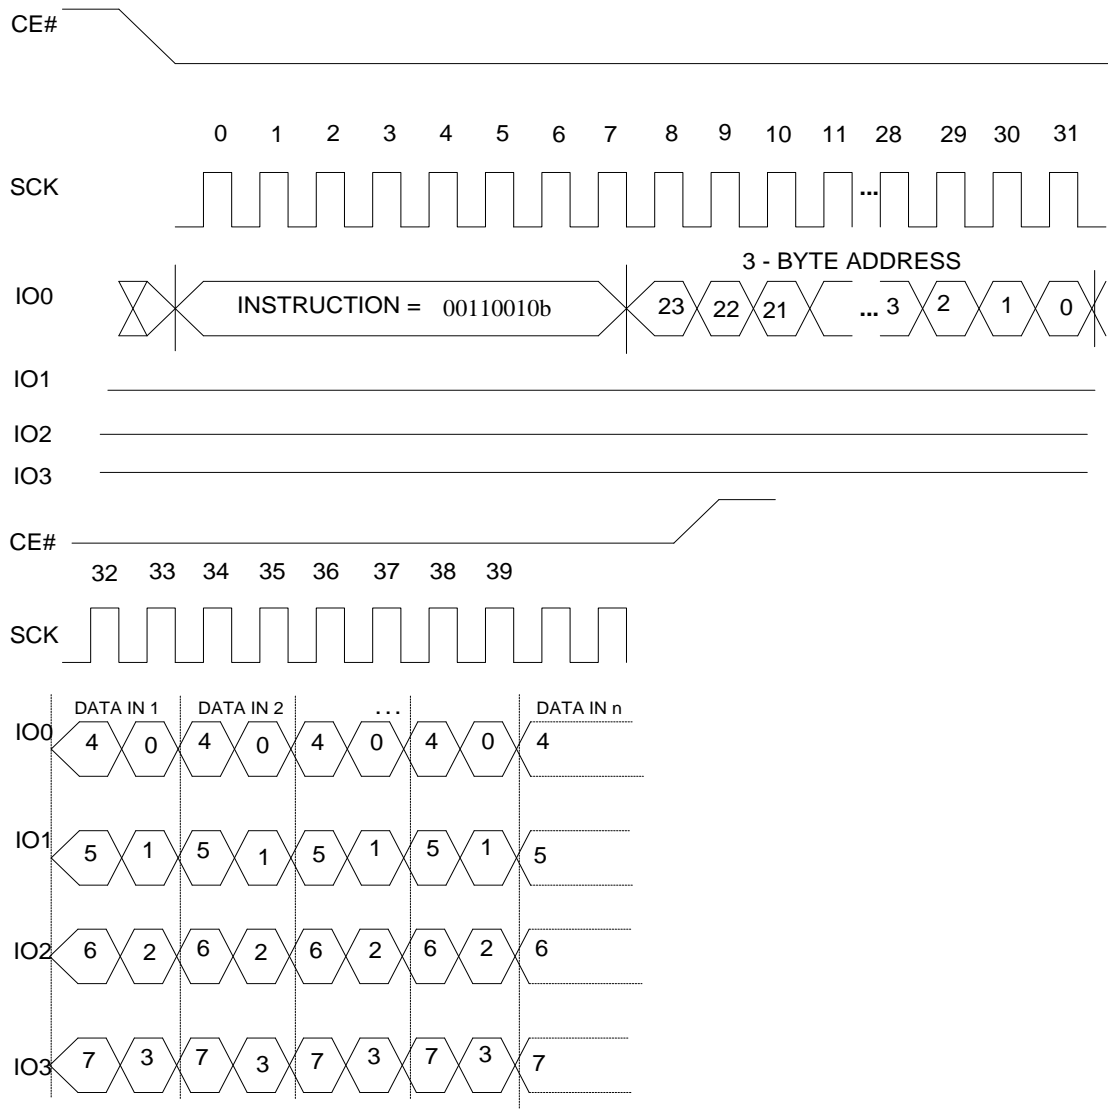 CE#
0 1 2 3 4 5 6 7 8 9 10 11 28 29 30 31
SCK ...
3 - BYTE ADDRESS
IO0 INSTRUCTION = 00110010b 23 22 21 ... 3 2 1 0
IO1
IO2
IO3
CE#
32 33 34 35 36 37 38 39
SCK
DATA IN 1 DATA IN 2 ... DATA IN n
IO0 4 0 4 0 4 0 4 0 4
IO1 5 1 5 1 5 1 5 1 5
IO2 6 2 6 2 6 2 6 2 6
IO3 7 3 7 3 7 3 7 3 7